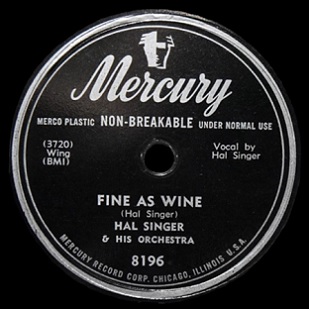 Mercury
MERCO PLASTIC NON-BREAKABLE UNDER NORMAL USE
(3720)
Wing
(BMI)
Vocal by
Hal Singer
FINE AS WINE
(Hal Singer)
HAL SINGER
& HIS ORCHESTRA
8196
MERCURY RECORD CORP. CHICAGO, ILLINOIS U.S.A.